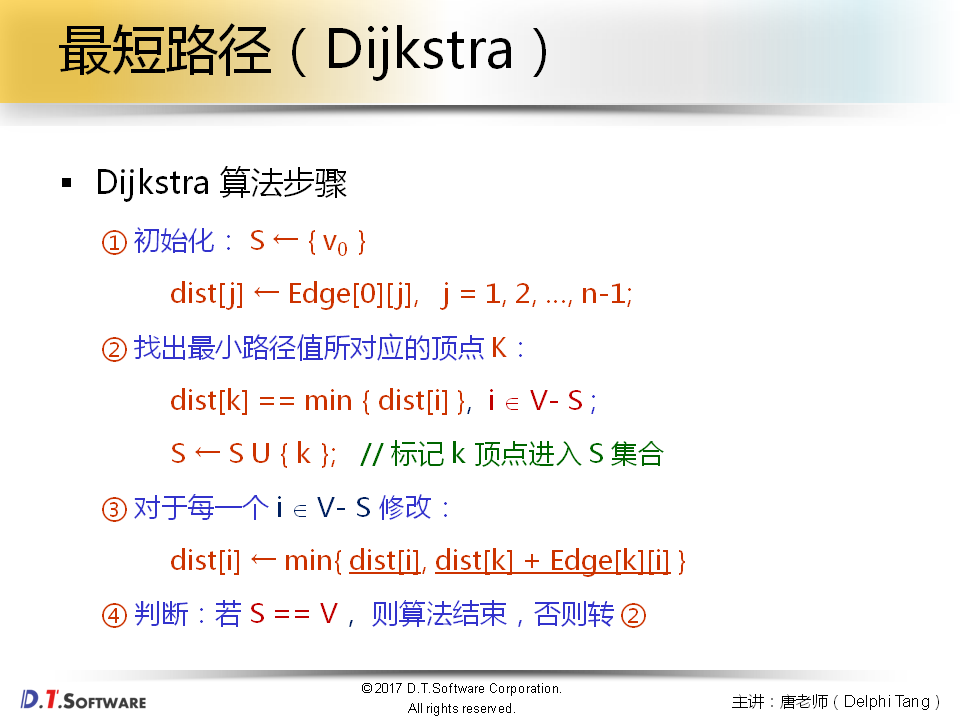 最短路径（Dijkstra）
▪ Dijkstra 算法步骤
① 初始化： S ← { v₀ }
dist[j] ← Edge[0][j], j = 1, 2, ..., n-1;
② 找出最小路径值所对应的顶点 K：
dist[k] == min { dist[i] }, i ∈ V- S ;
S ← S U { k }; // 标记 k 顶点进入 S 集合
③ 对于每一个 i ∈ V- S 修改：
dist[i] ← min{ dist[i], dist[k] + Edge[k][i] }
④ 判断：若 S == V， 则算法结束，否则转 ②
D.T.SOFTWARE
©2017 D.T.Software Corporation.
All rights reserved.
主讲：唐老师（Delphi Tang）